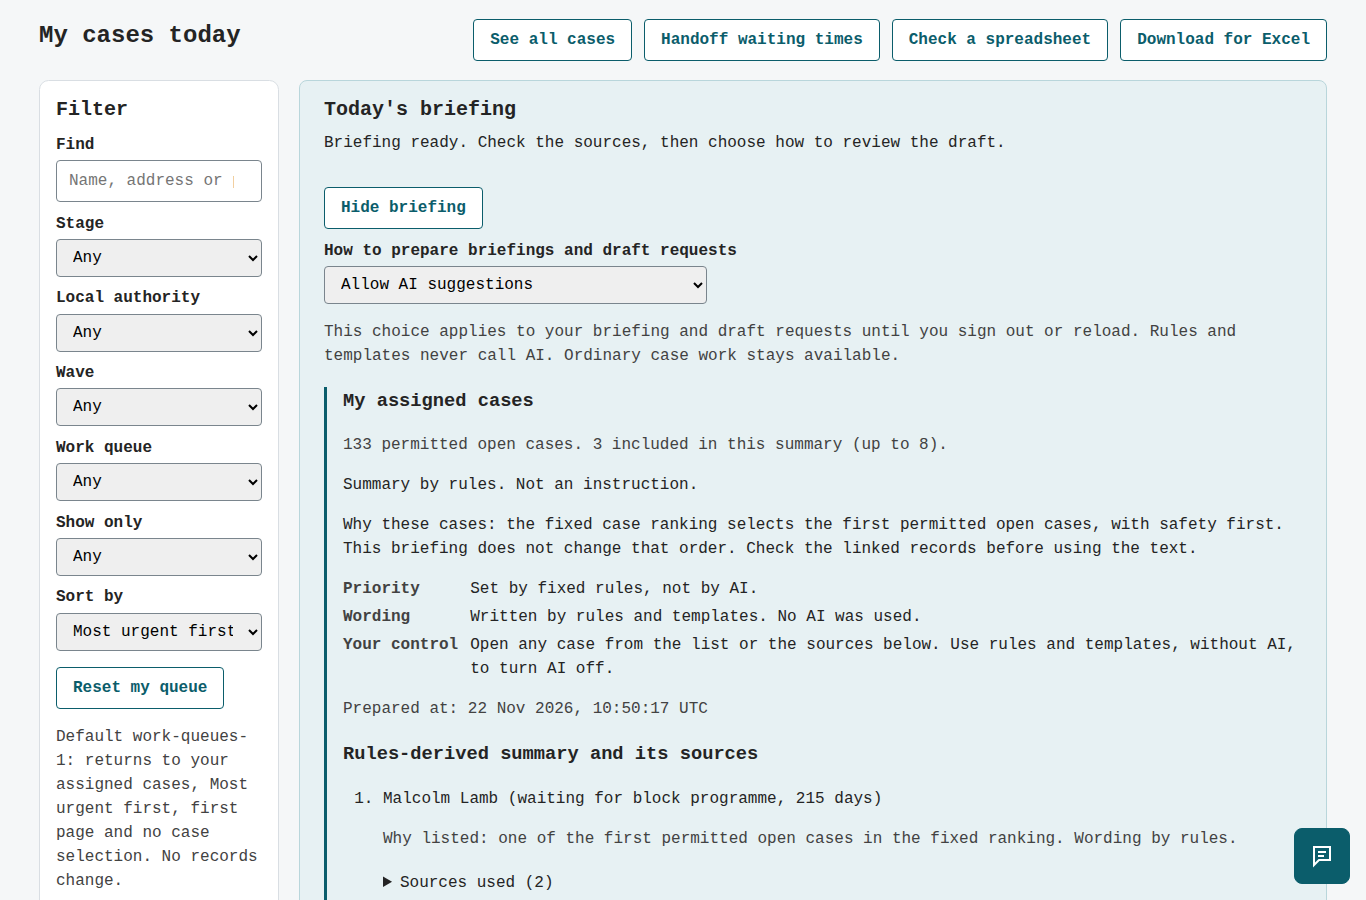 My cases today
See all cases
Handoff waiting times
Check a spreadsheet
Download for Excel
Filter
Find
Name, address or
Stage
Any
Local authority
Any
Wave
Any
Work queue
Any
Show only
Any
Sort by
Most urgent first
Reset my queue
Default work-queues-
1: returns to your
assigned cases, Most
urgent first, first
page and no case
selection. No records
change.
Today's briefing
Briefing ready. Check the sources, then choose how to review the draft.
Hide briefing
How to prepare briefings and draft requests
Allow AI suggestions
This choice applies to your briefing and draft requests until you sign out or reload. Rules and
templates never call AI. Ordinary case work stays available.
My assigned cases
133 permitted open cases. 3 included in this summary (up to 8).
Summary by rules. Not an instruction.
Why these cases: the fixed case ranking selects the first permitted open cases, with safety first.
This briefing does not change that order. Check the linked records before using the text.
Priority Set by fixed rules, not by AI.
Wording Written by rules and templates. No AI was used.
Your control Open any case from the list or the sources below. Use rules and templates, without AI,
to turn AI off.
Prepared at: 22 Nov 2026, 10:50:17 UTC
Rules-derived summary and its sources
1. Malcolm Lamb (waiting for block programme, 215 days)
Why listed: one of the first permitted open cases in the fixed ranking. Wording by rules.
Sources used (2)